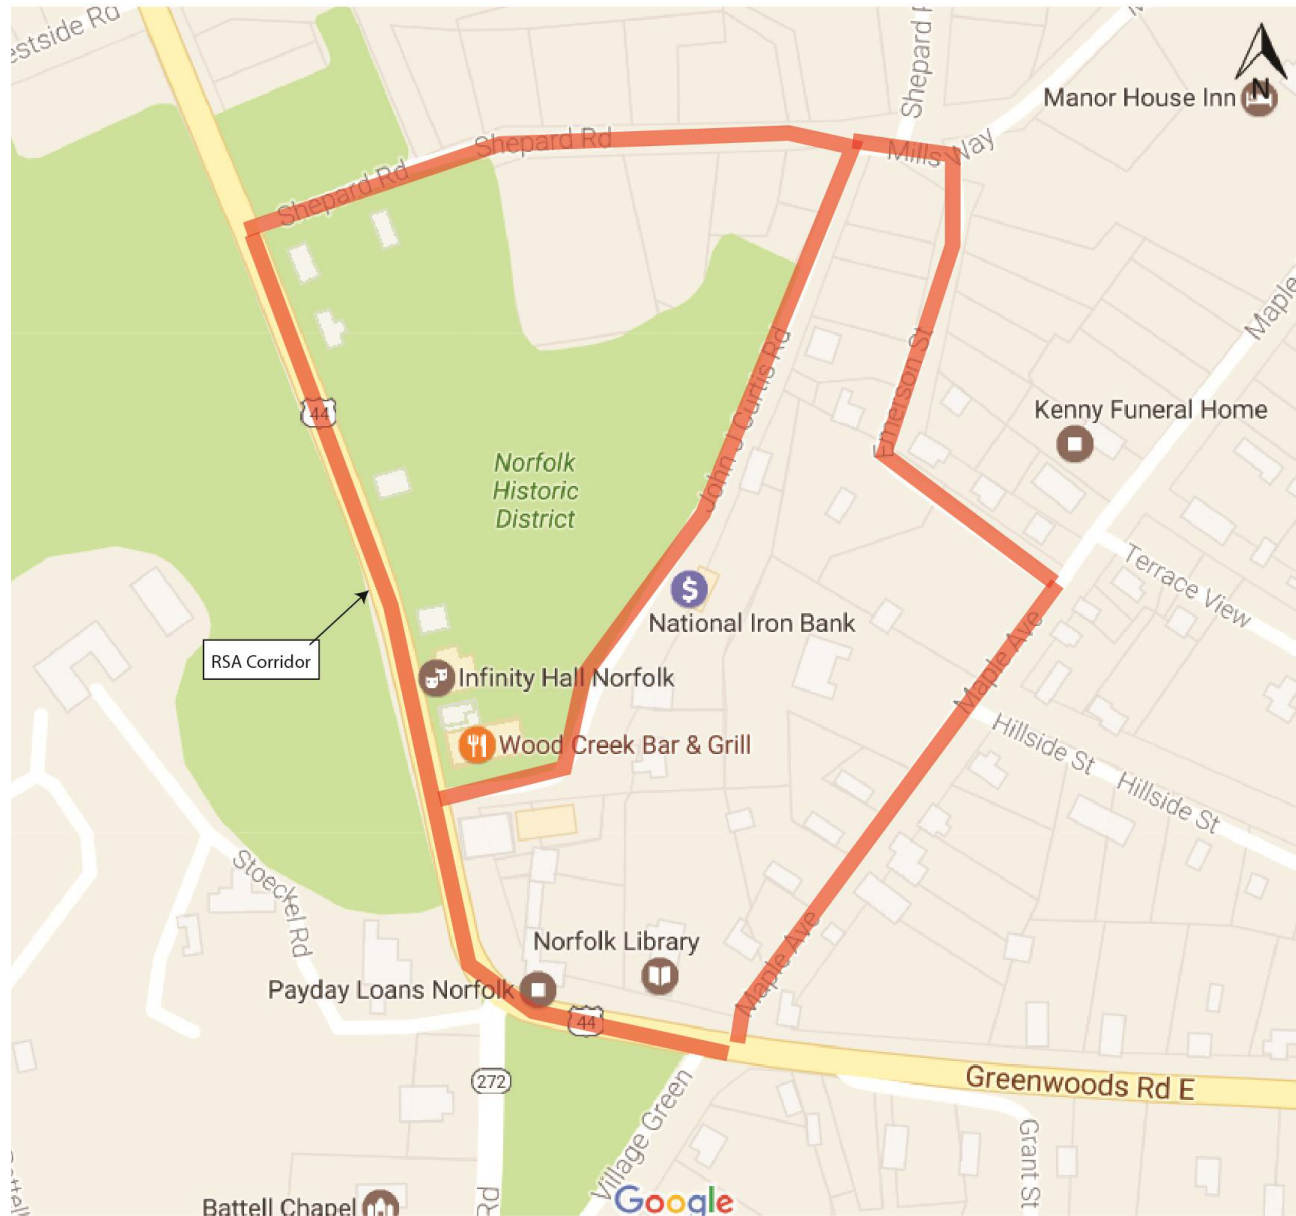 estside Rd
Shepard
Manor House Inn
N
Shepard Rd
Shepard Rd
Mills Way
Maple
Emerson St
John J Curtis Rd
44
Kenny Funeral Home
Norfolk
Historic
District
Terrace View
National Iron Bank
RSA Corridor
Infinity Hall Norfolk
Maple Ave
Wood Creek Bar & Grill
Hillside St
Hillside St
Stoeckel Rd
Norfolk Library
Maple Ave
Payday Loans Norfolk
44
272
Greenwoods Rd E
Village Green
Grant St
Rd
Battell Chapel
Google